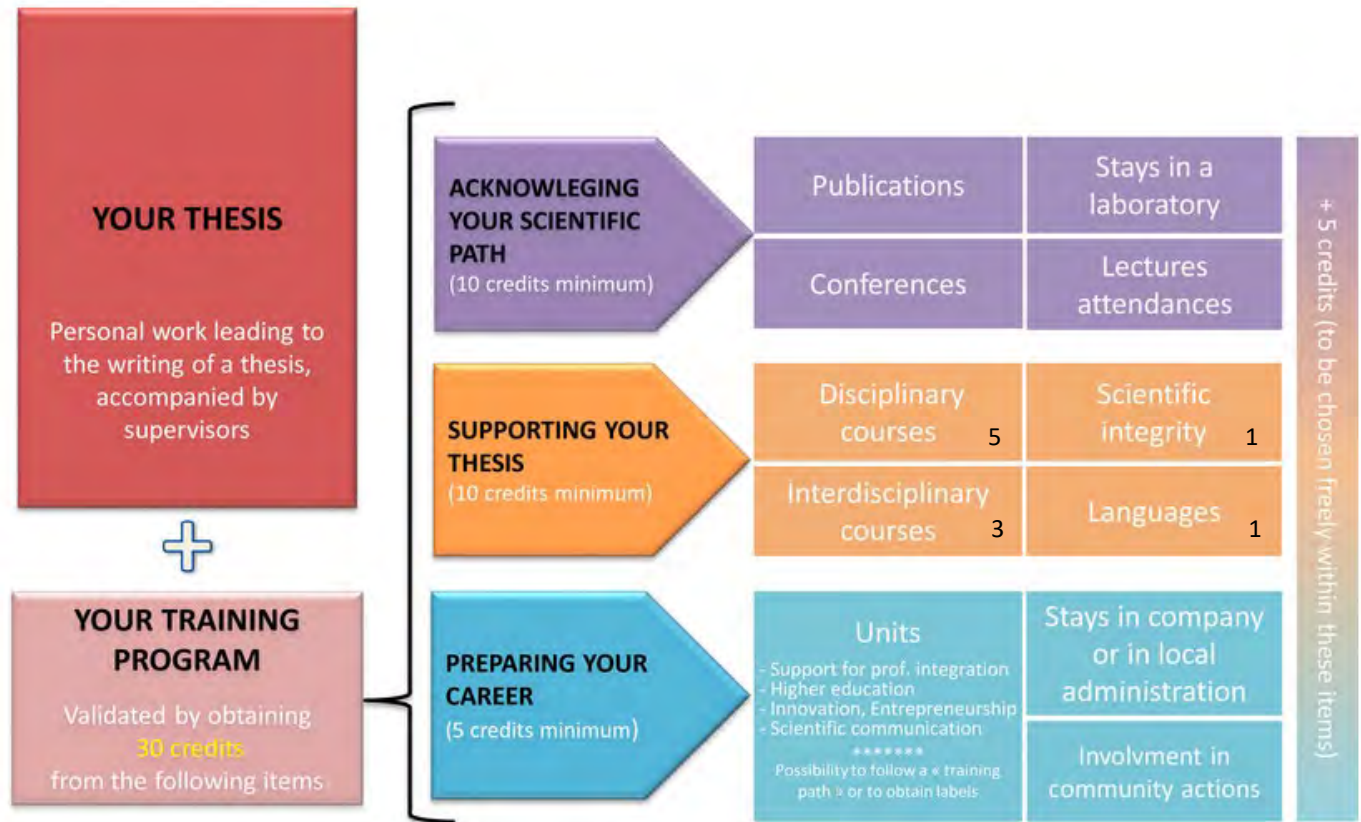 YOUR THESIS
Personal work leading to
the writing of a thesis,
accompanied by
supervisors
YOUR TRAINING
PROGRAM
Validated by obtaining
30 credits
from the following items
ACKNOWLEGING
YOUR SCIENTIFIC
PATH
(10 credits minimum)
Publications
Stays in a
laboratory
Conferences
Lectures
attendances
SUPPORTING YOUR
THESIS
(10 credits minimum)
Disciplinary
courses 5
Scientific
integrity 1
Interdisciplinary
courses 3
Languages 1
PREPARING YOUR
CAREER
(5 credits minimum)
Units
- Support for prof. integration
- Higher education
- Innovation, Entrepreneurship
- Scientific communication
*******
Possibility to follow a « training
path » or to obtain labels
Stays in company
or in local
administration
Involvment in
community actions
+ 5 credits (to be chosen freely within these items)